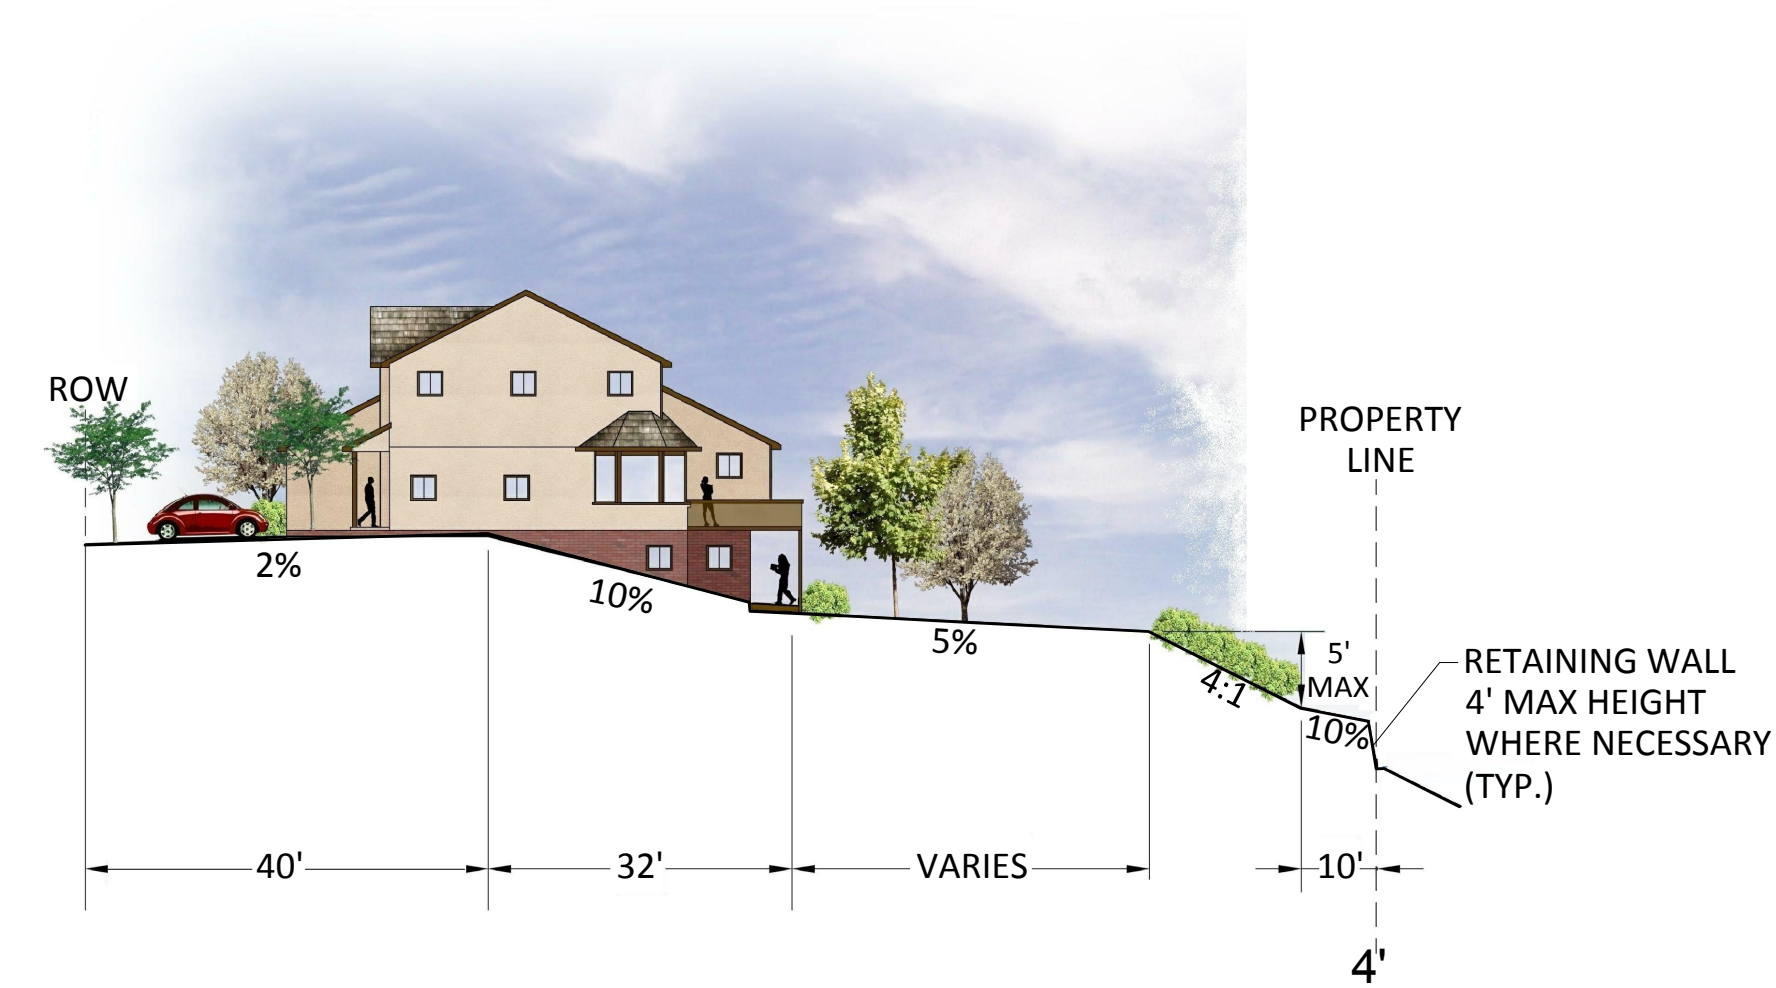 ROW
PROPERTY
LINE
2%
10%
5%
4:1
5'
MAX
10%
RETAINING WALL
4' MAX HEIGHT
WHERE NECESSARY
(TYP.)
40'
32'
VARIES
10'
4'